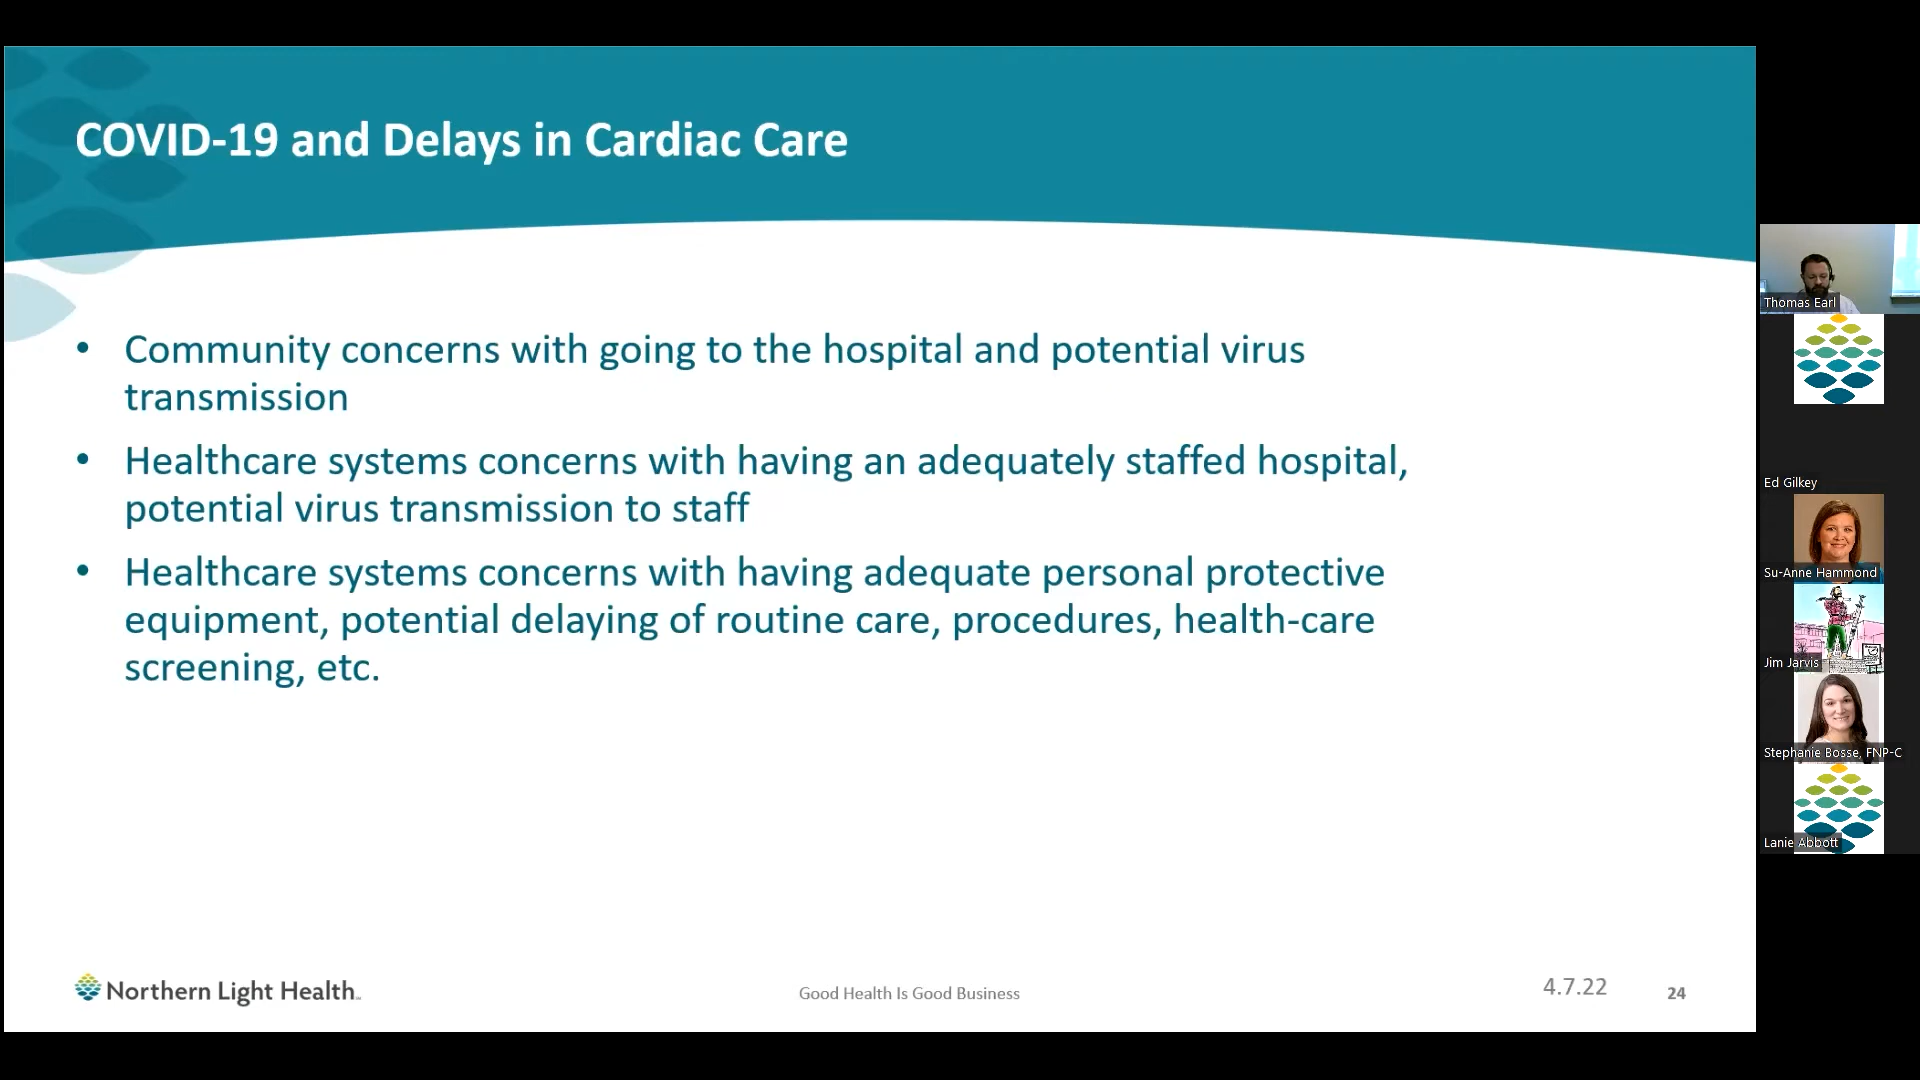 COVID-19 and Delays in Cardiac Care
• Community concerns with going to the hospital and potential virus
transmission
• Healthcare systems concerns with having an adequately staffed hospital,
potential virus transmission to staff
• Healthcare systems concerns with having adequate personal protective
equipment, potential delaying of routine care, procedures, health-care
screening, etc.
Northern Light Health
Good Health Is Good Business
4.7.22
24
Thomas Earl
Ed Gilkey
Su-Anne Hammond
Jim Jarvis
Stephanie Bosse, FNP-C
Lanie Abbott